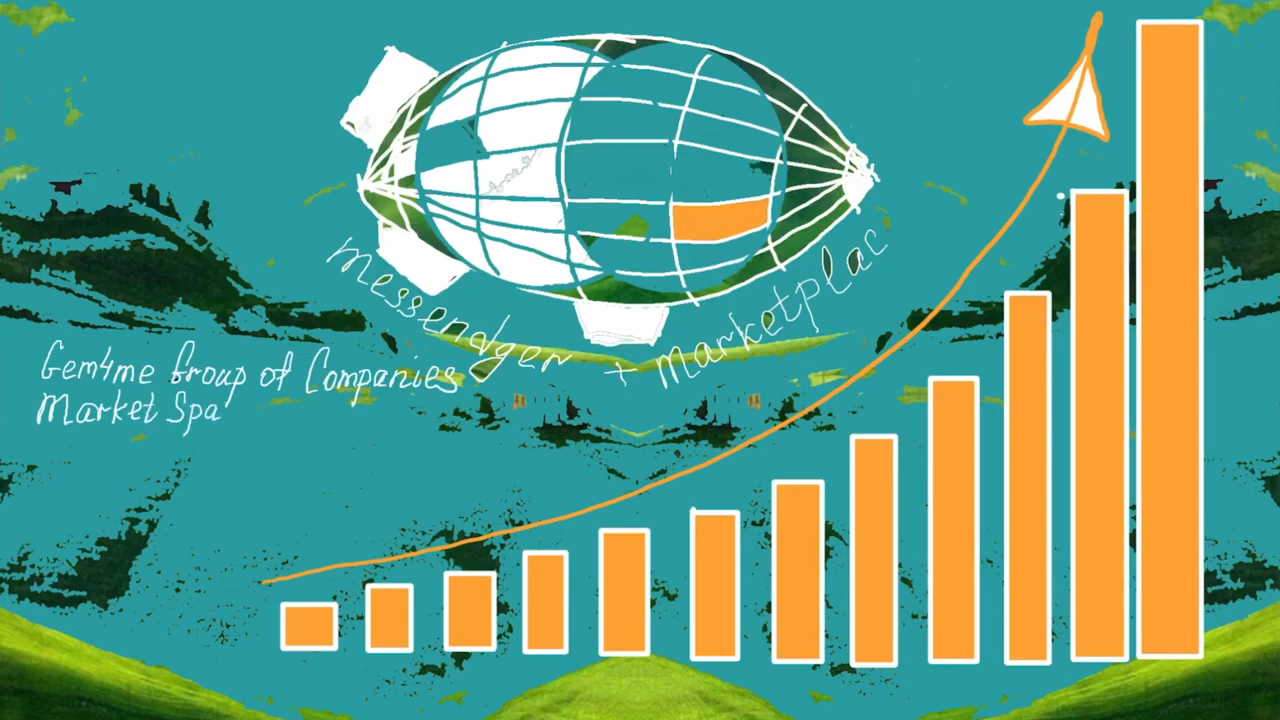 Messendger + Marketplac
Gem4me Group of Companies
Market Spa